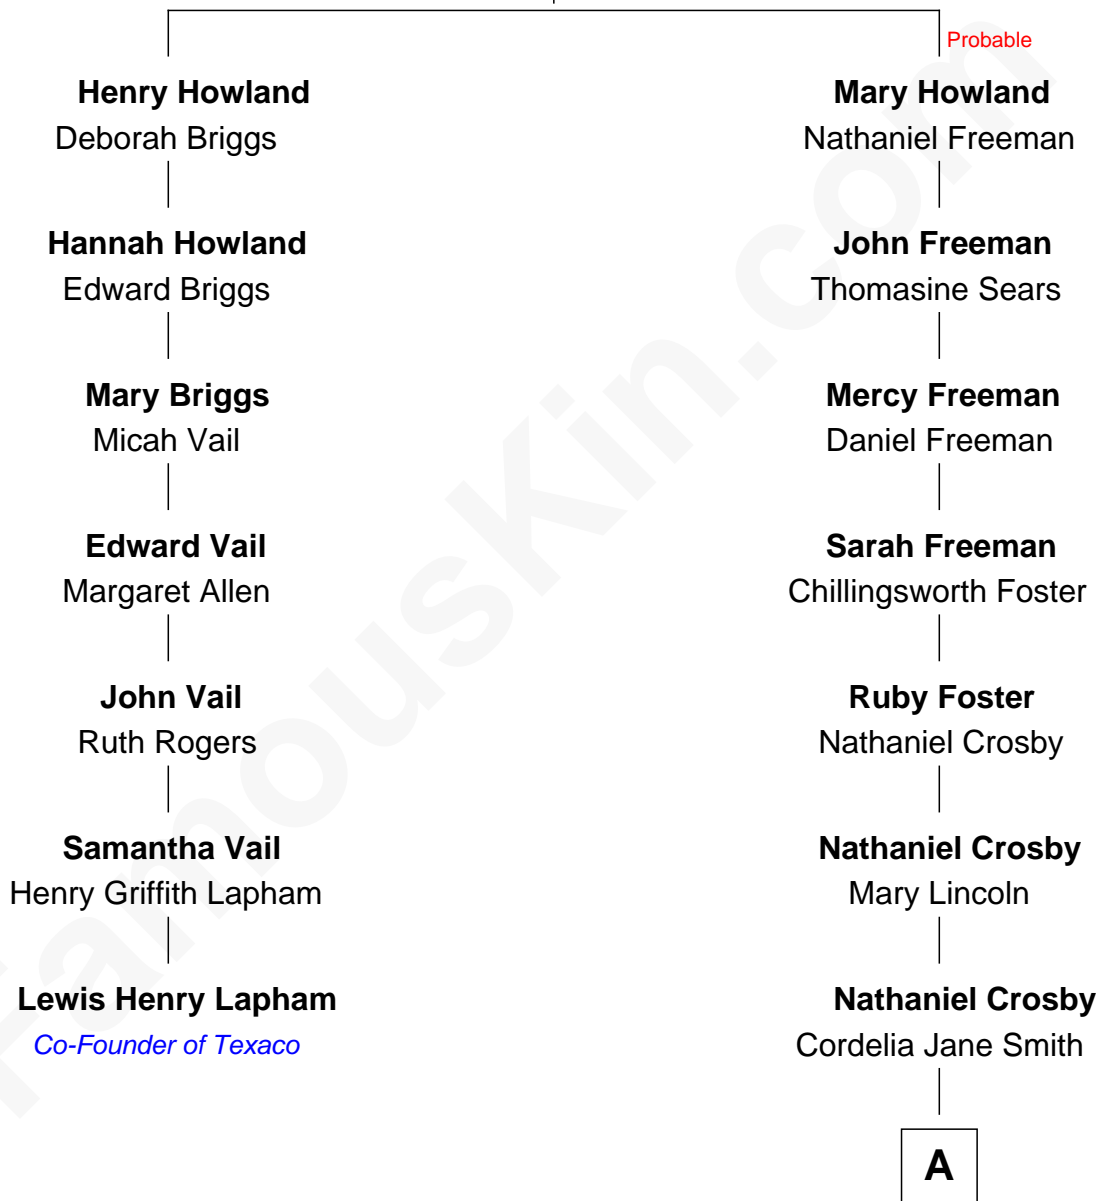 Probable
Henry Howland
Deborah Briggs
Mary Howland
Nathaniel Freeman
Hannah Howland
Edward Briggs
John Freeman
Thomasine Sears
Mary Briggs
Micah Vail
Mercy Freeman
Daniel Freeman
Edward Vail
Margaret Allen
Sarah Freeman
Chillingsworth Foster
John Vail
Ruth Rogers
Ruby Foster
Nathaniel Crosby
Samantha Vail
Henry Griffith Lapham
Nathaniel Crosby
Mary Lincoln
Lewis Henry Lapham
Co-Founder of Texaco
Nathaniel Crosby
Cordelia Jane Smith
A
FamousKin.com